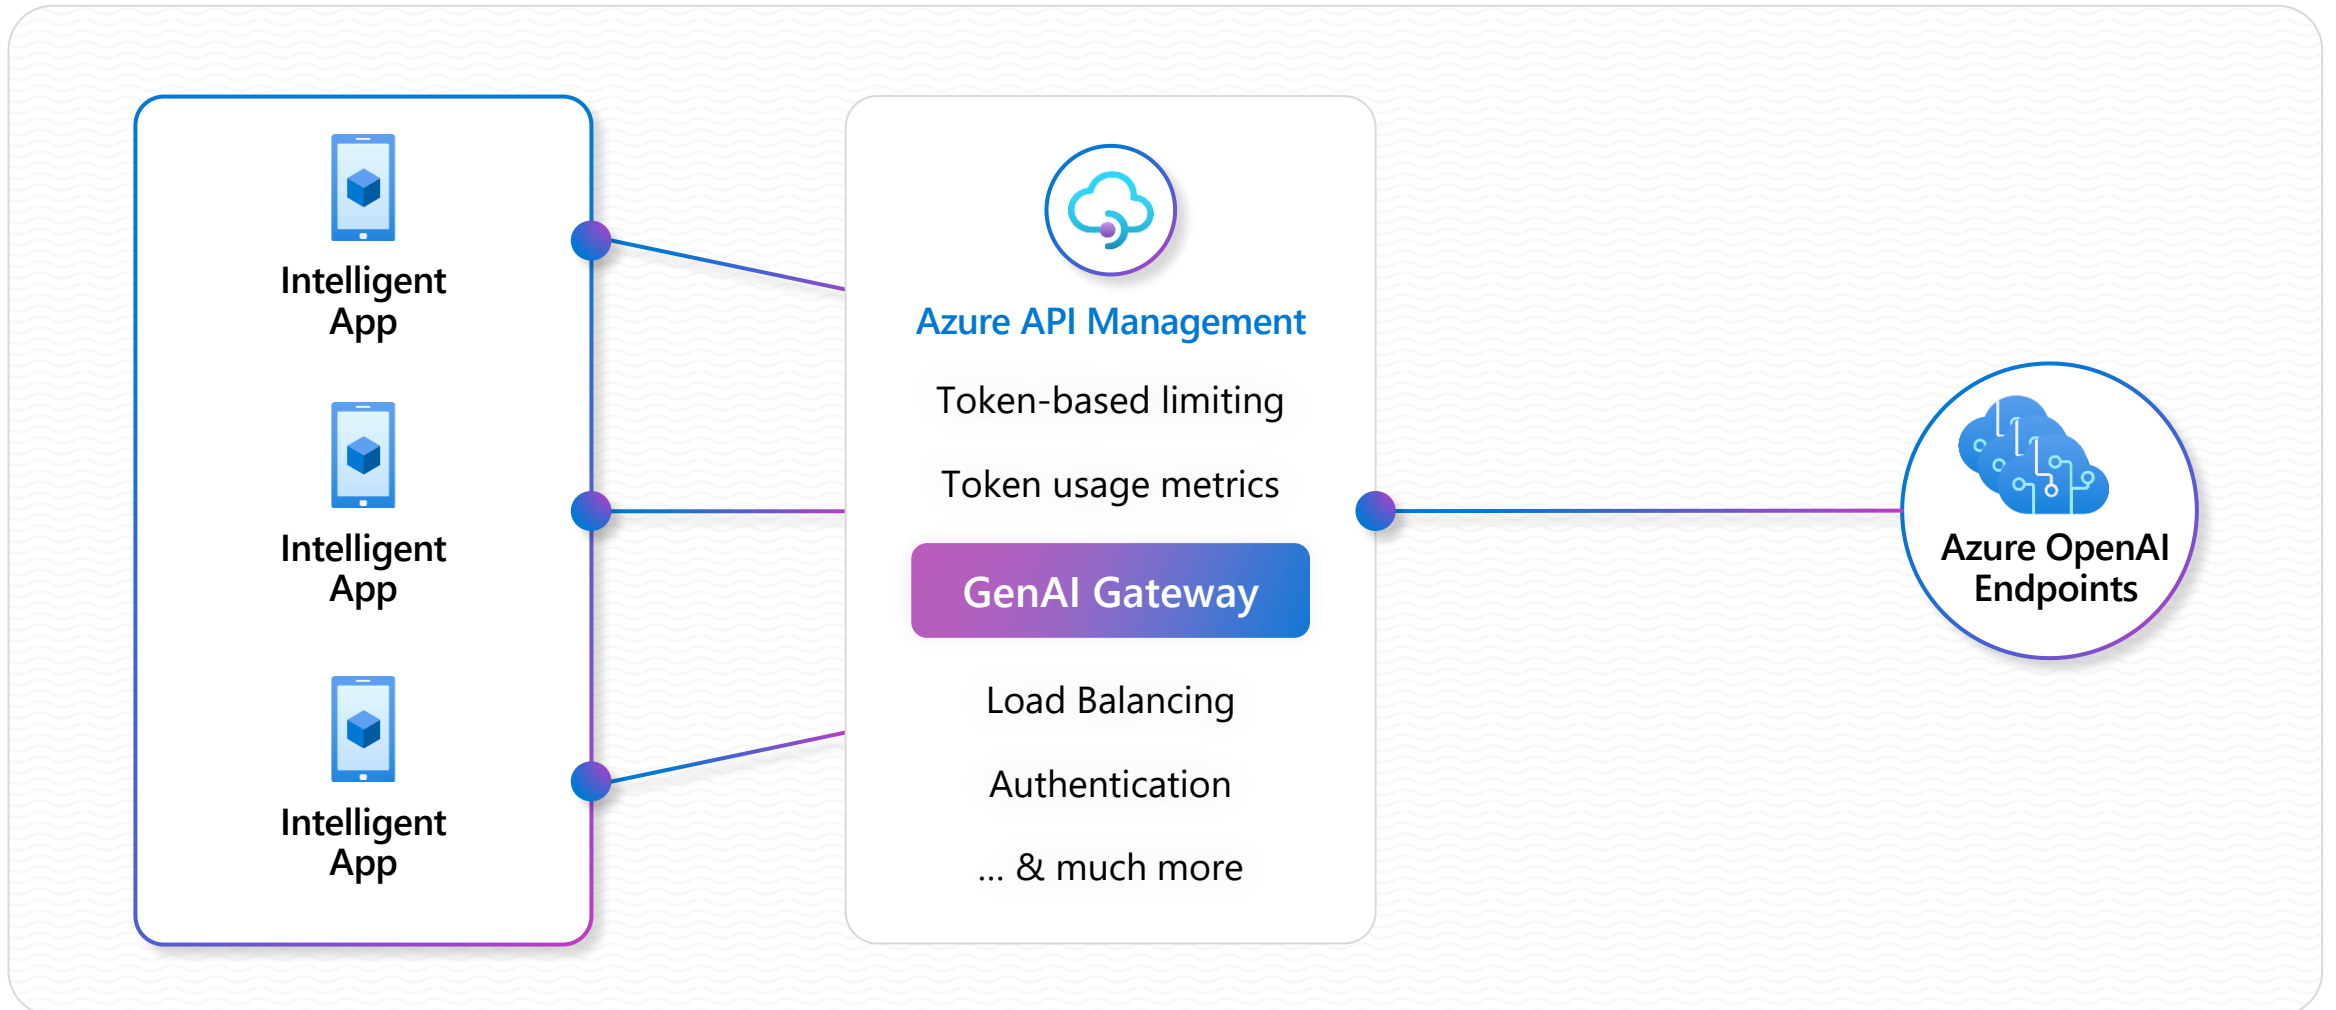 Intelligent
App
Intelligent
App
Intelligent
App
Azure API Management
Token-based limiting
Token usage metrics
GenAI Gateway
Load Balancing
Authentication
... & much more
Azure OpenAI
Endpoints